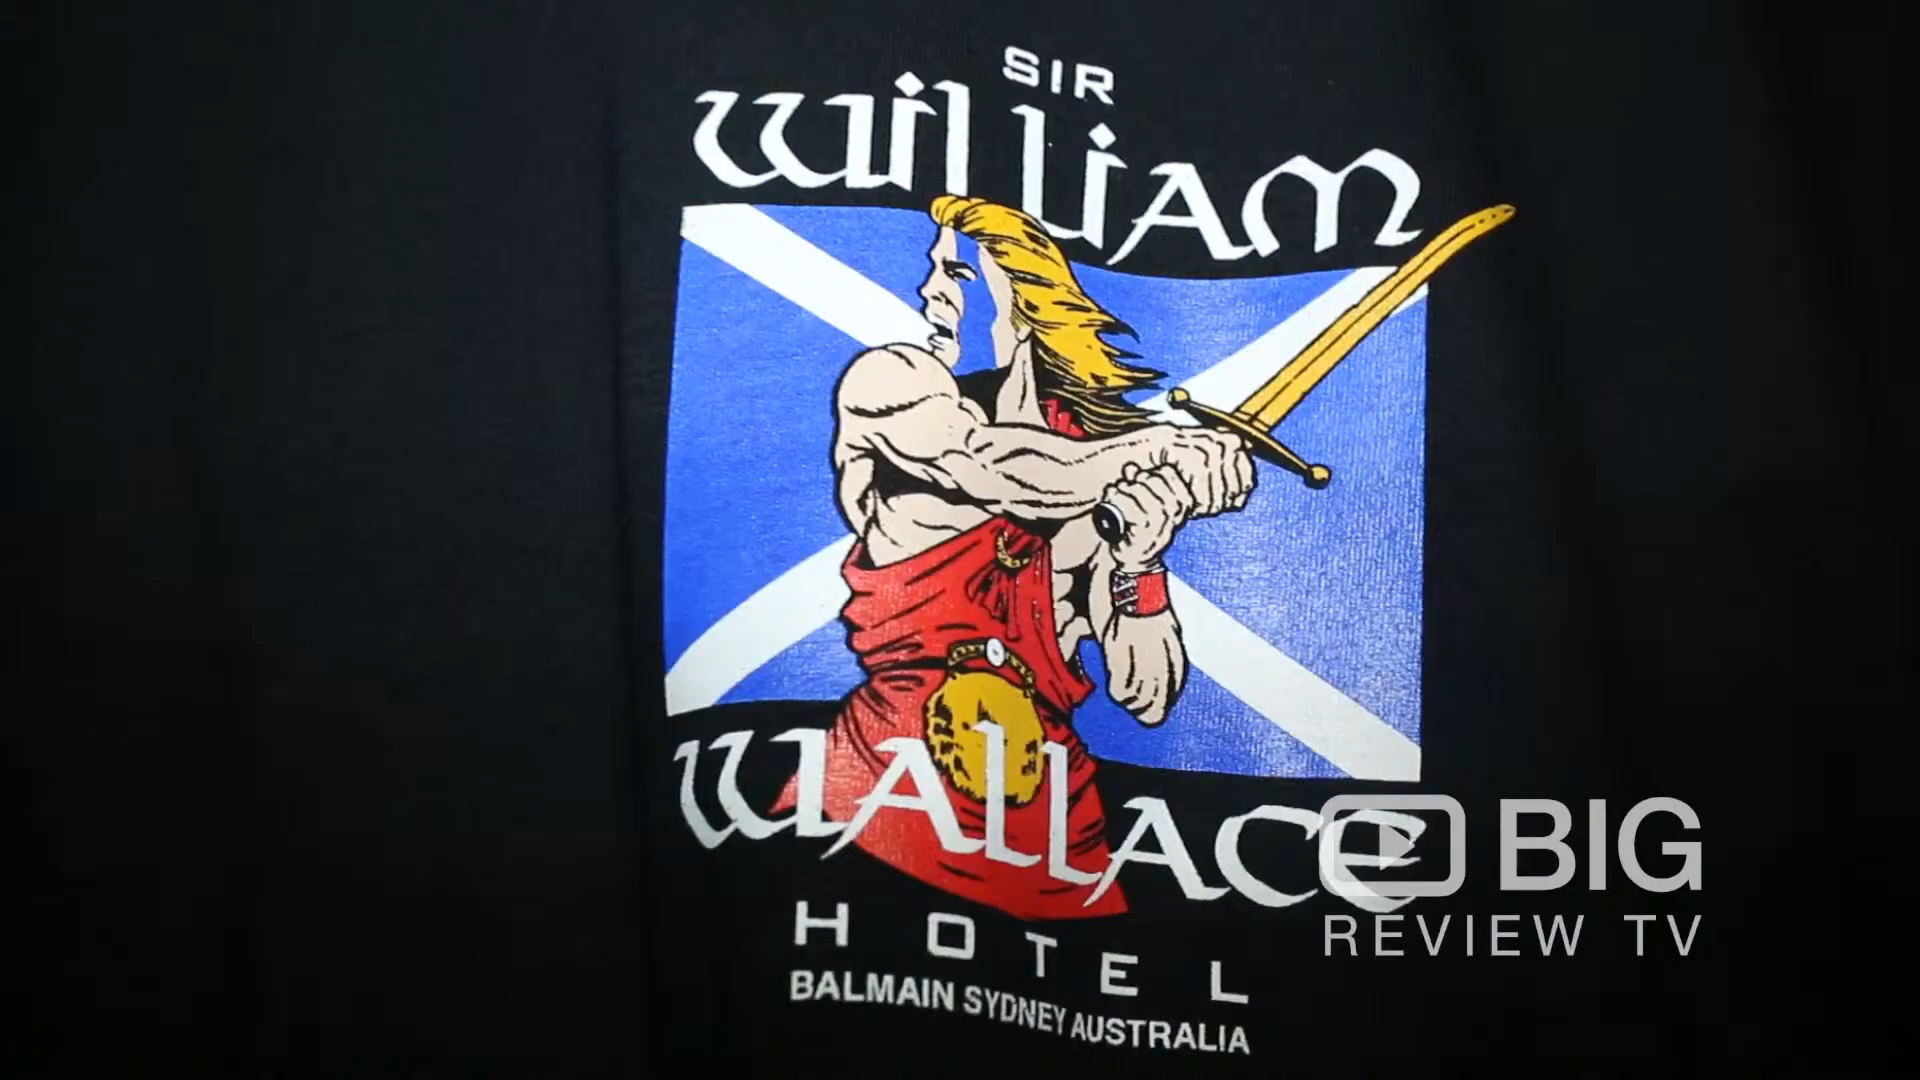 SIR
William
Wallace
HOTEL
BALMAIN SYDNEY AUSTRALIA
BIG
REVIEW TV